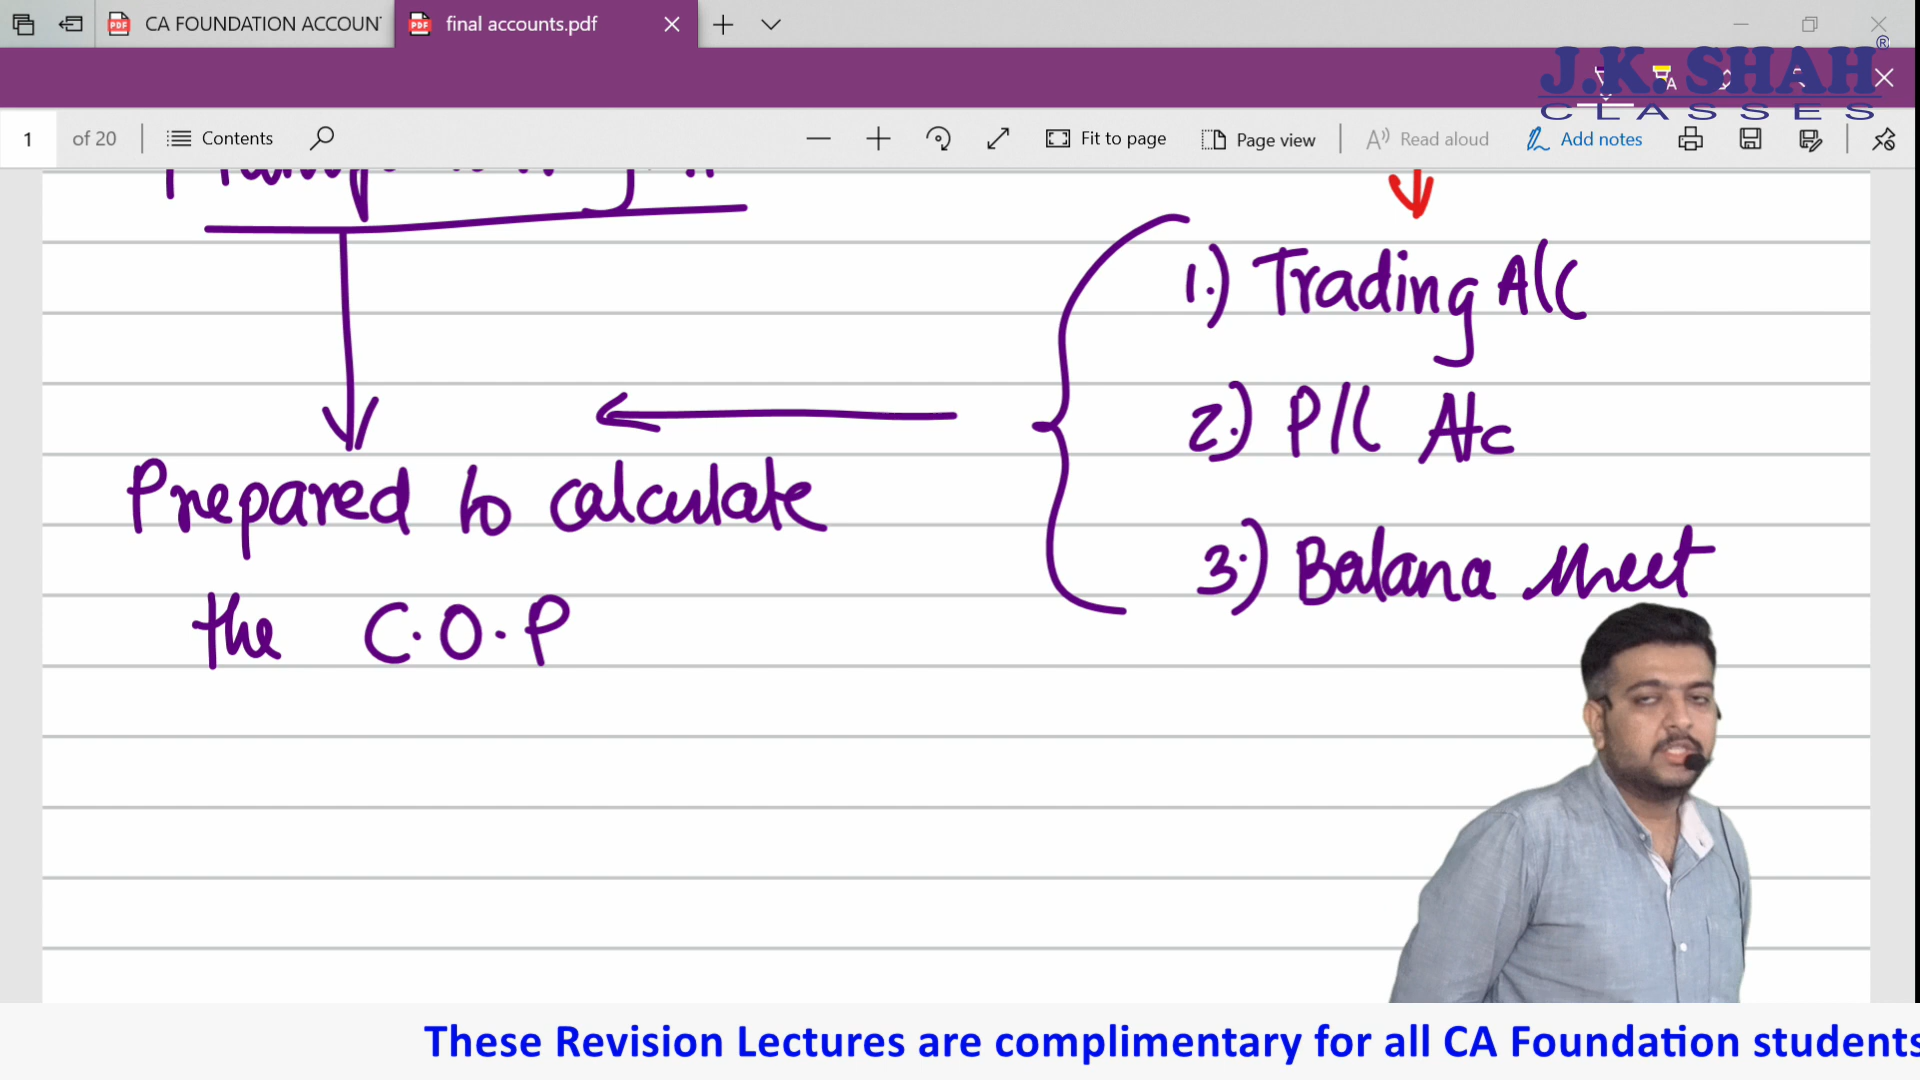 CA FOUNDATION ACCOUN
final accounts.pdf
J.K. SHAH®
CLASSES
1 of 20
Contents
Fit to page
Page view
Read aloud
Add notes
1.) Trading A/C
2.) P/L A/c
3.) Balance sheet
Prepared to calculate
the C.O.P
These Revision Lectures are complimentary for all CA Foundation students